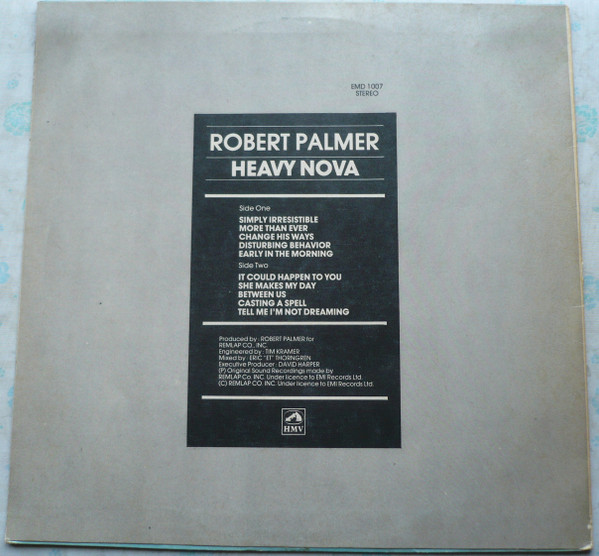 EMD 1007
STEREO
ROBERT PALMER
HEAVY NOVA
Side One
SIMPLY IRRESISTIBLE
MORE THAN EVER
CHANGE HIS WAYS
DISTURBING BEHAVIOR
EARLY IN THE MORNING
Side Two
IT COULD HAPPEN TO YOU
SHE MAKES MY DAY
BETWEEN US
CASTING A SPELL
TELL ME I'M NOT DREAMING
Produced by : ROBERT PALMER for
REMLAP CO., INC.
Engineered by : TIM KRAMER
Mixed by : ERIC "ET" THORNGREN
Executive Producer : DAVID HARPER
(P) Original Sound Recordings made by
REMLAP Co. INC. Under licence to EMI Records Ltd.
(C) REMLAP CO. INC. Under licence to EMI Records Ltd.
HMV